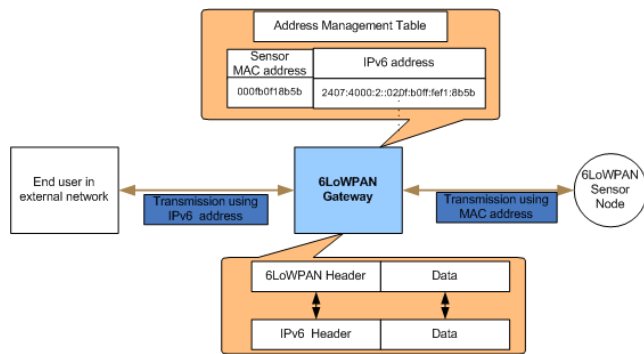 Address Management Table
Sensor
MAC address
IPv6 address
000fb0f18b5b
2407:4000:2::020f:b0ff:fef1:8b5b
End user in
external network
Transmission using
IPv6 address
6LoWPAN
Gateway
Transmission using
MAC address
6LoWPAN
Sensor
Node
6LoWPAN Header
Data
IPv6 Header
Data